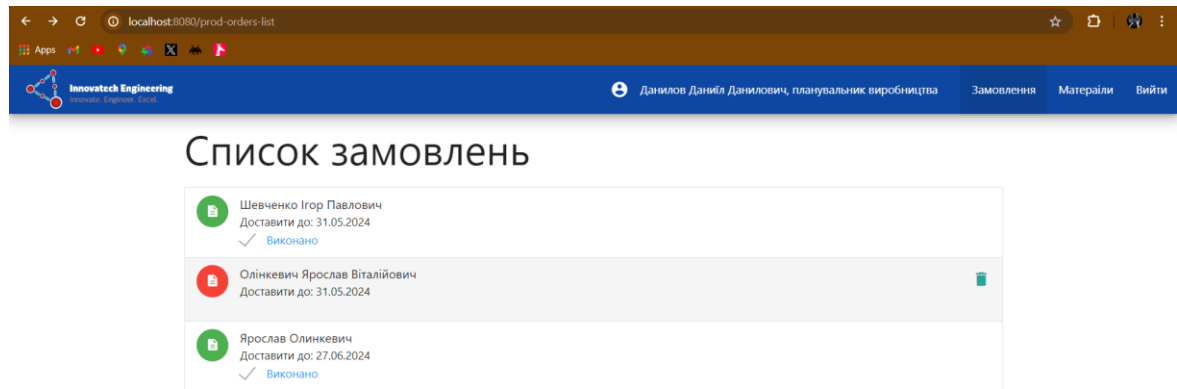 localhost:8080/prod-orders-list
Apps
Innovatech Engineering
Innovate. Engineer. Excel.
Данилов Даниїл Данилович, планувальник виробництва
Замовлення
Матераіли
Вийти
Список замовлень
Шевченко Ігор Павлович
Доставити до: 31.05.2024
Виконано
Олінкевич Ярослав Віталійович
Доставити до: 31.05.2024
Ярослав Олинкевич
Доставити до: 27.06.2024
Виконано